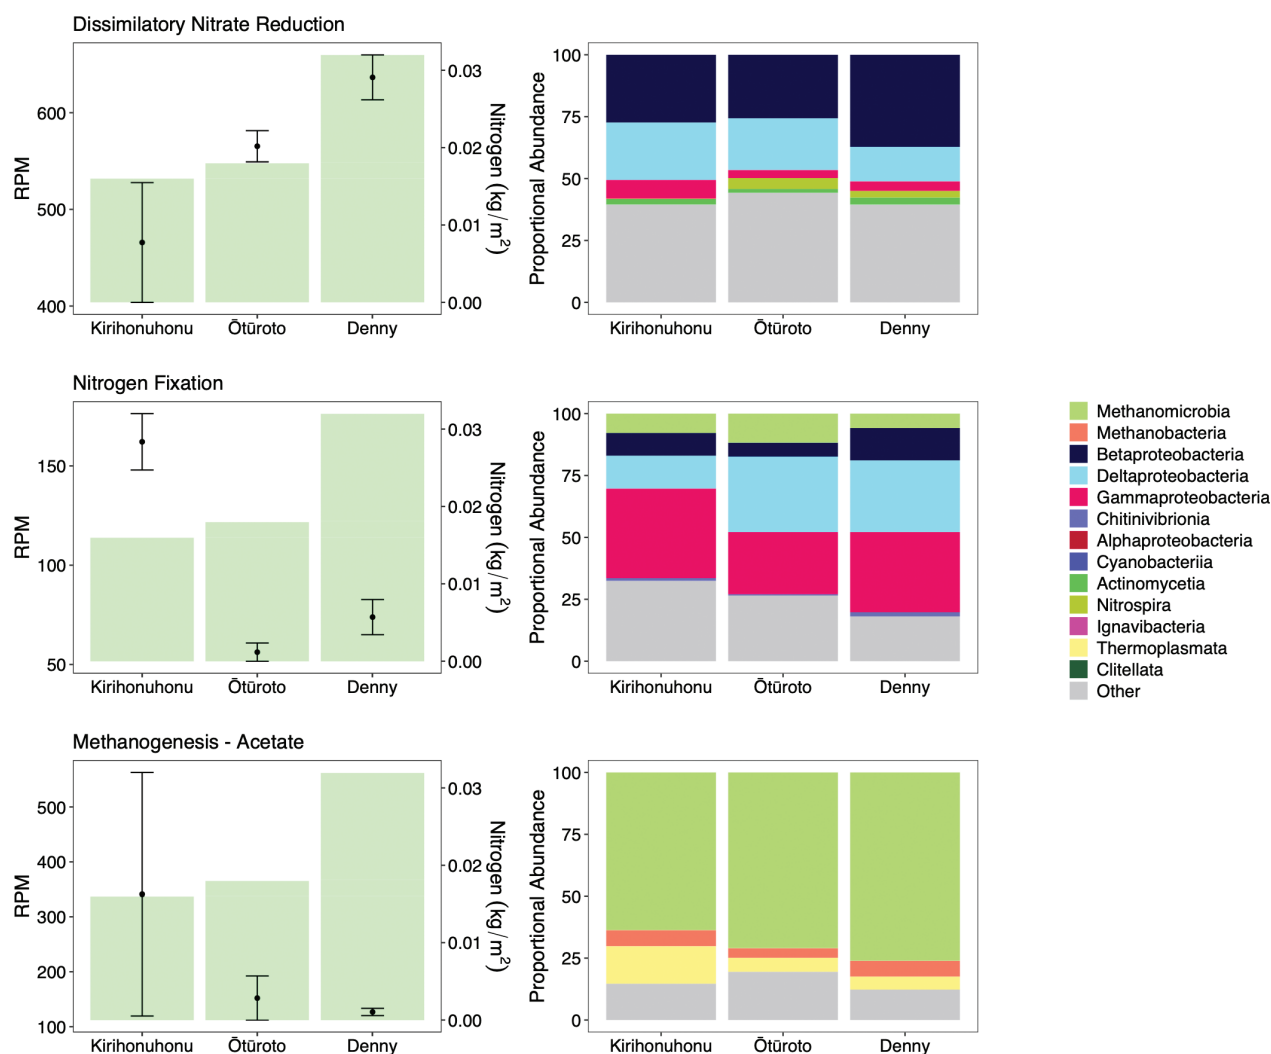 Dissimilatory Nitrate Reduction
RPM
600
500
400
0.03
0.02
0.01
0.00
Nitrogen (kg/m²)
Kirihonuhonu Ōtūroto Denny
Proportional Abundance
100
75
50
25
0
Kirihonuhonu Ōtūroto Denny
Nitrogen Fixation
RPM
150
100
50
0.03
0.02
0.01
0.00
Nitrogen (kg/m²)
Kirihonuhonu Ōtūroto Denny
Proportional Abundance
100
75
50
25
0
Kirihonuhonu Ōtūroto Denny
Methanomicrobia
Methanobacteria
Betaproteobacteria
Deltaproteobacteria
Gammaproteobacteria
Chitinivibrionia
Alphaproteobacteria
Cyanobacteriia
Actinomycetia
Nitrospira
Ignavibacteria
Thermoplasmata
Clitellata
Other
Methanogenesis - Acetate
RPM
500
400
300
200
100
0.03
0.02
0.01
0.00
Nitrogen (kg/m²)
Kirihonuhonu Ōtūroto Denny
Proportional Abundance
100
75
50
25
0
Kirihonuhonu Ōtūroto Denny